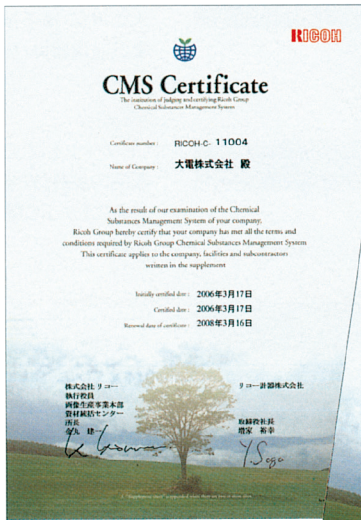 RICOH
CMS Certificate
The institution of judging and certifying Ricoh Group
Chemical Substances Management System
Certificate number : RICOH-C- 11004
Name of Company : 大電株式会社 殿
As the result of our examination of the Chemical
Substances Management System of your company,
Ricoh Group hereby certify that your company has met all the terms and
conditions required by Ricoh Group Chemical Substances Management System
This certificate applies to the company, facilities and subcontractors
written in the supplement
Initially certified date : 2006年3月17日
Certified date : 2006年3月17日
Renewal date of certificate : 2008年3月16日
株式会社 リコー
執行役員
画像生産事業本部
資材統括センター
所長
リコー計器株式会社
取締役社長